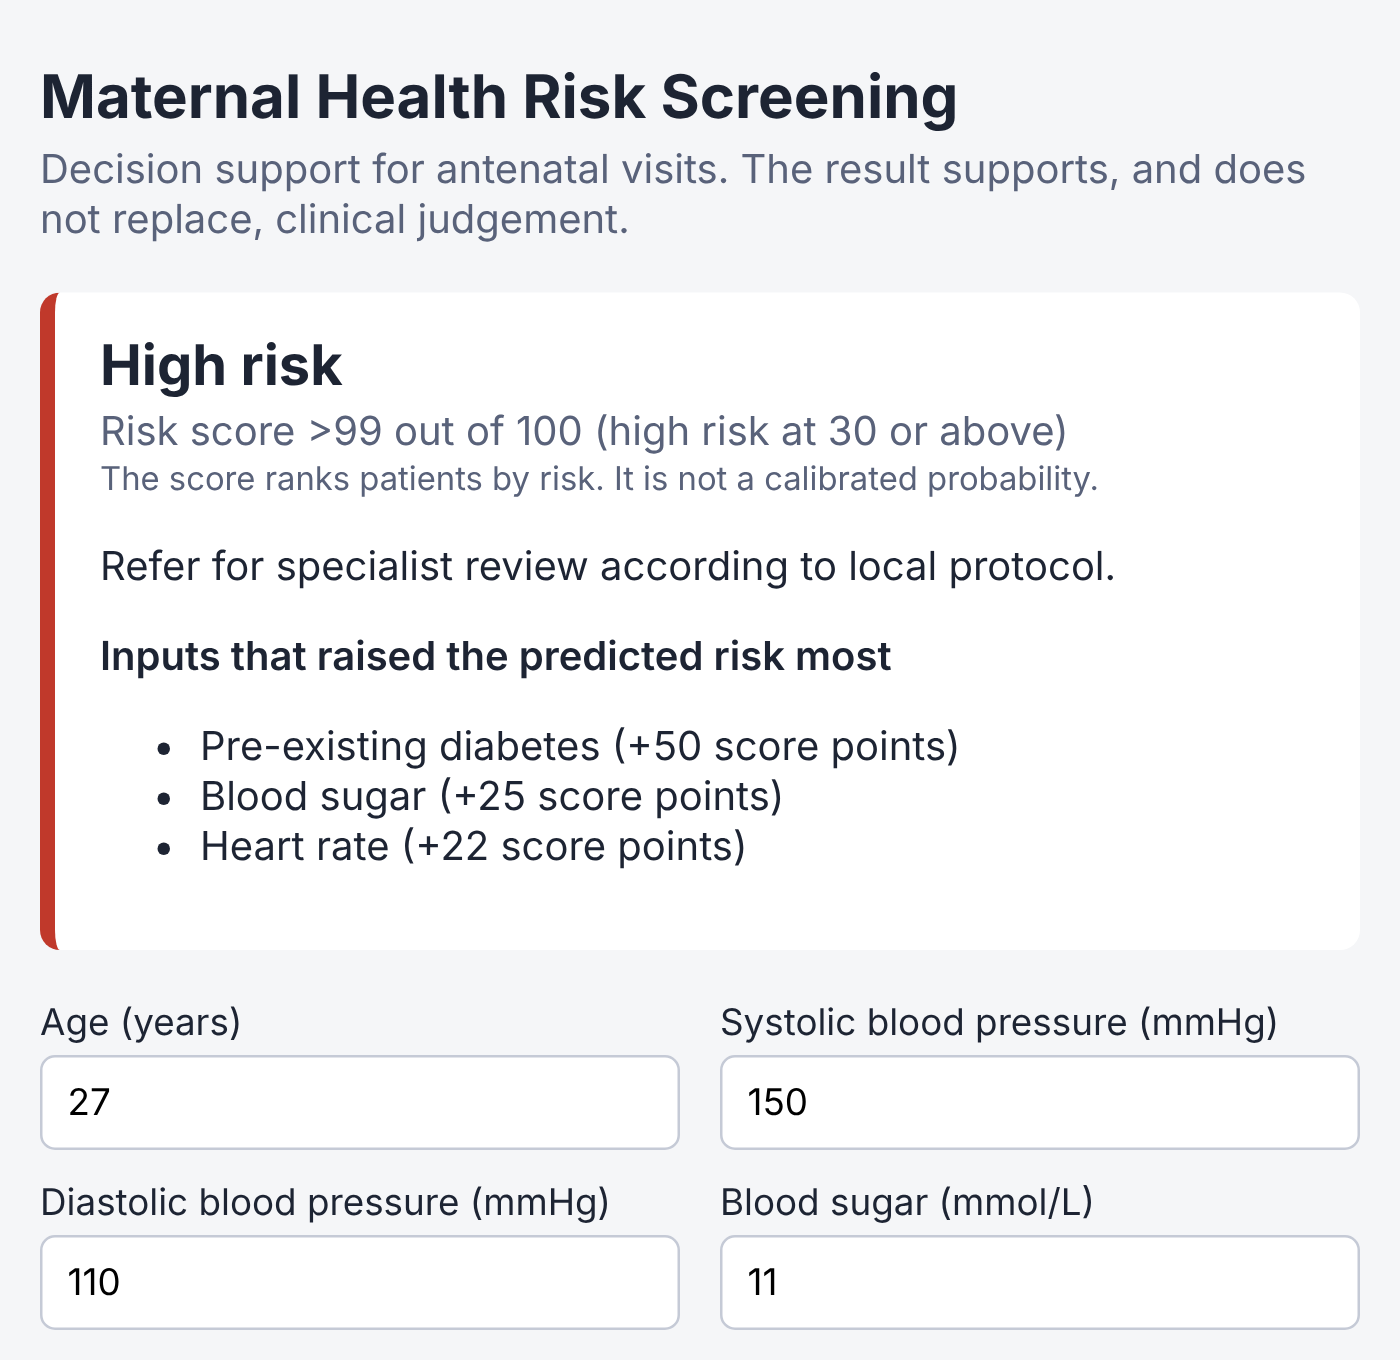 Maternal Health Risk Screening
Decision support for antenatal visits. The result supports, and does
not replace, clinical judgement.
High risk
Risk score >99 out of 100 (high risk at 30 or above)
The score ranks patients by risk. It is not a calibrated probability.
Refer for specialist review according to local protocol.
Inputs that raised the predicted risk most
• Pre-existing diabetes (+50 score points)
• Blood sugar (+25 score points)
• Heart rate (+22 score points)
Age (years)
27
Systolic blood pressure (mmHg)
150
Diastolic blood pressure (mmHg)
110
Blood sugar (mmol/L)
11